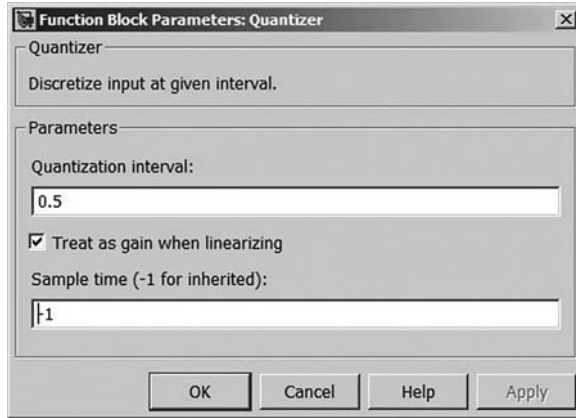 Function Block Parameters: Quantizer
Quantizer
Discretize input at given interval.
Parameters
Quantization interval:
0.5
Treat as gain when linearizing
Sample time (-1 for inherited):
-1
OK Cancel Help Apply